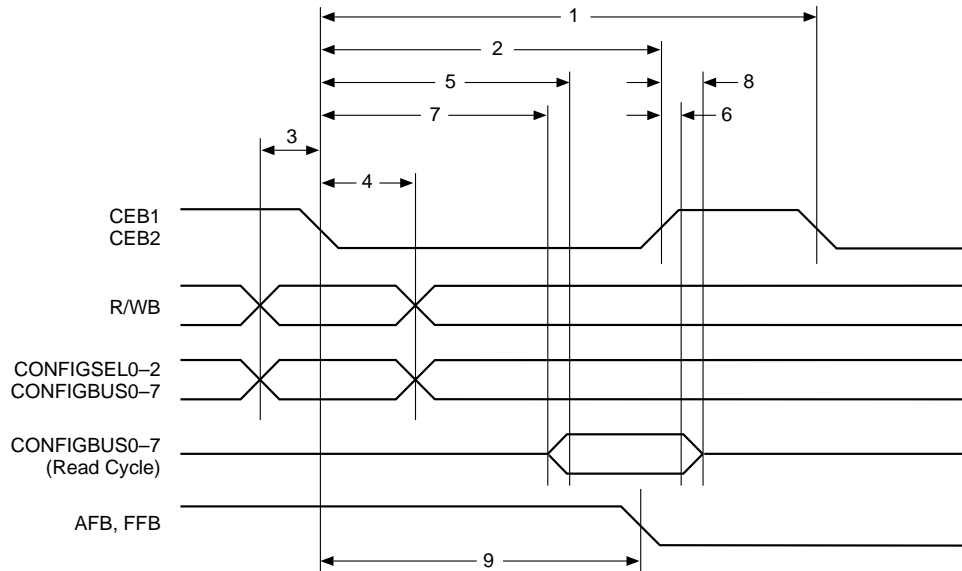 1
2
5
8
7
6
3
4
CEB1
CEB2
R/WB
CONFIGSEL0–2
CONFIGBUS0–7
CONFIGBUS0–7
(Read Cycle)
AFB, FFB
9